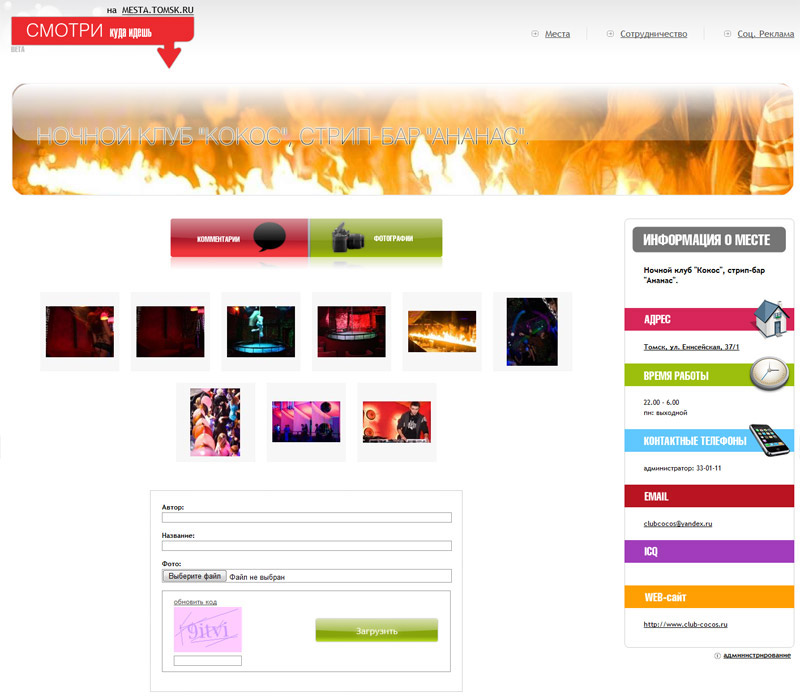 на MESTA.TOMSK.RU
СМОТРИ куда идешь
BETA
Места
Сотрудничество
Соц. Реклама
НОЧНОЙ КЛУБ "КОКОС", СТРИП-БАР "АНАНАС".
КОММЕНТАРИИ
ФОТОГРАФИИ
Автор:
Название:
Фото:
Выберите файл Файл не выбран
обновить код
9itvi
Загрузить
ИНФОРМАЦИЯ О МЕСТЕ
Ночной клуб "Кокос", стрип-бар
"Ананас".
АДРЕС
Томск, ул. Енисейская, 37/1
ВРЕМЯ РАБОТЫ
22.00 - 6.00
пн: выходной
КОНТАКТНЫЕ ТЕЛЕФОНЫ
администратор: 33-01-11
EMAIL
clubcocos@yandex.ru
ICQ
WEB-сайт
http://www.club-cocos.ru
администрирование